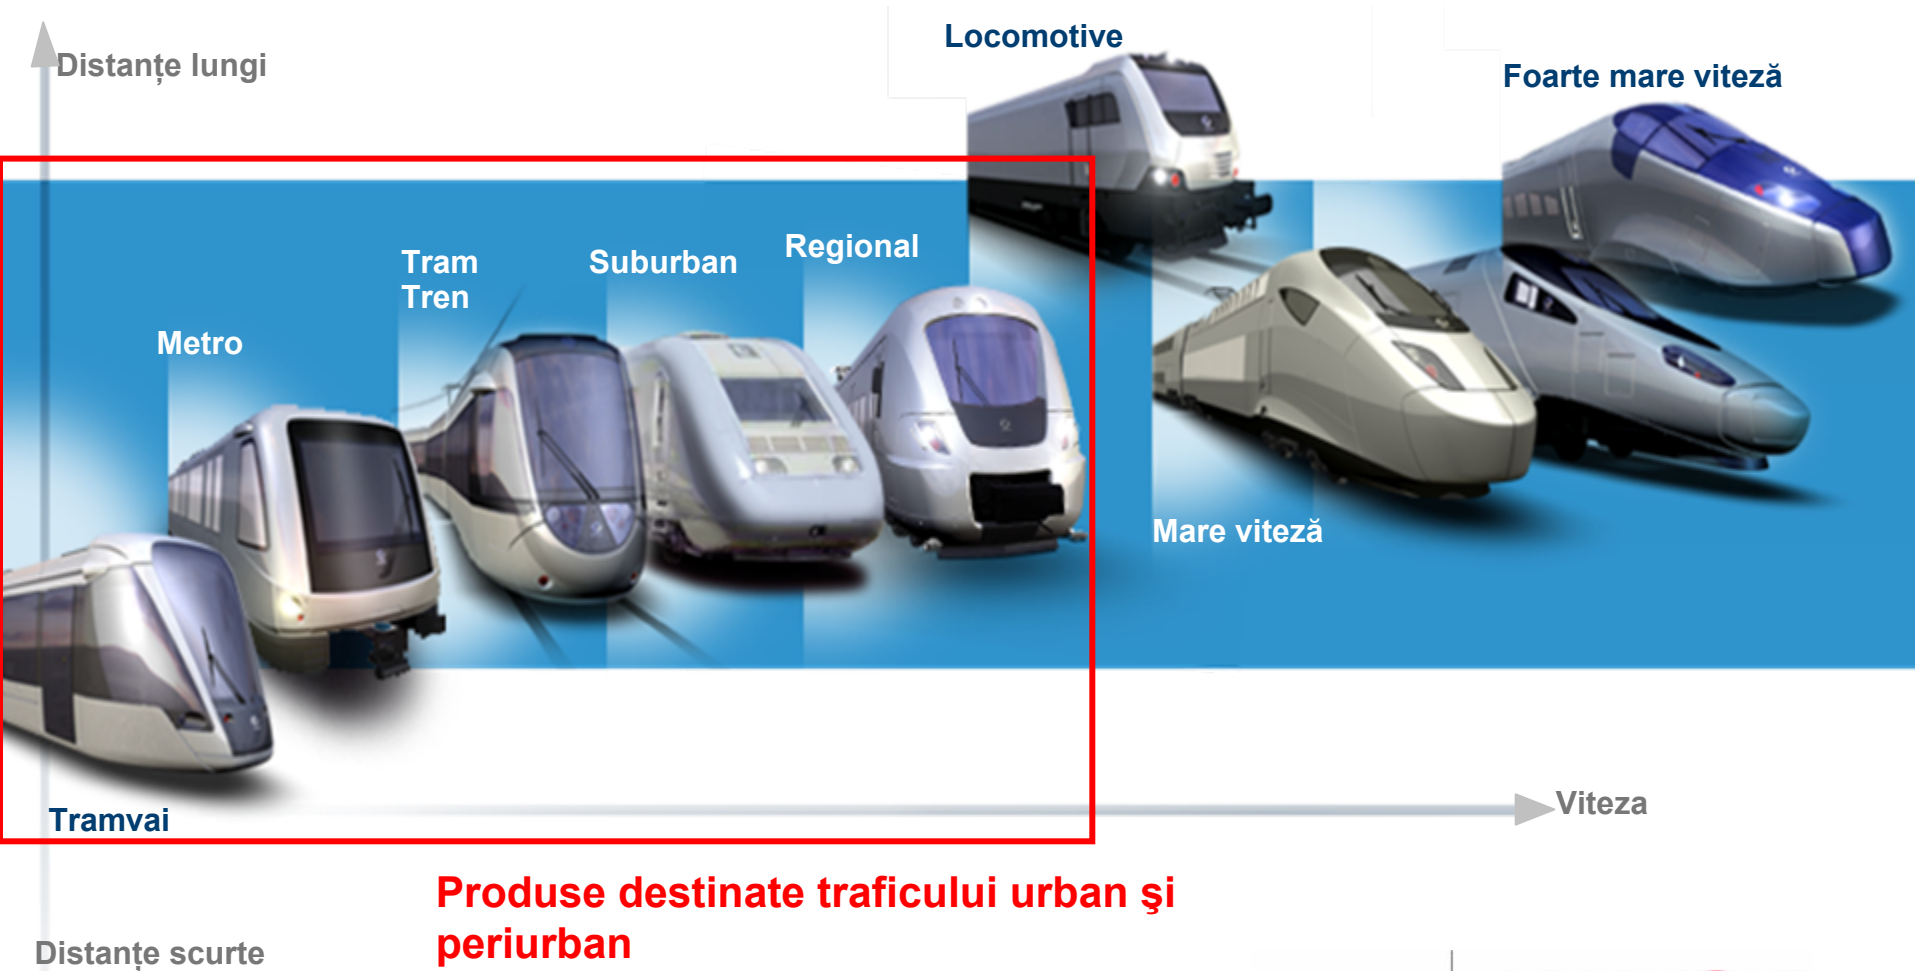 Locomotive
Distanțe lungi
Foarte mare viteză
Regional
Tram
Tren
Suburban
Metro
Mare viteză
Viteza
Tramvai
Produse destinate traficului urban şi
periurban
Distanțe scurte